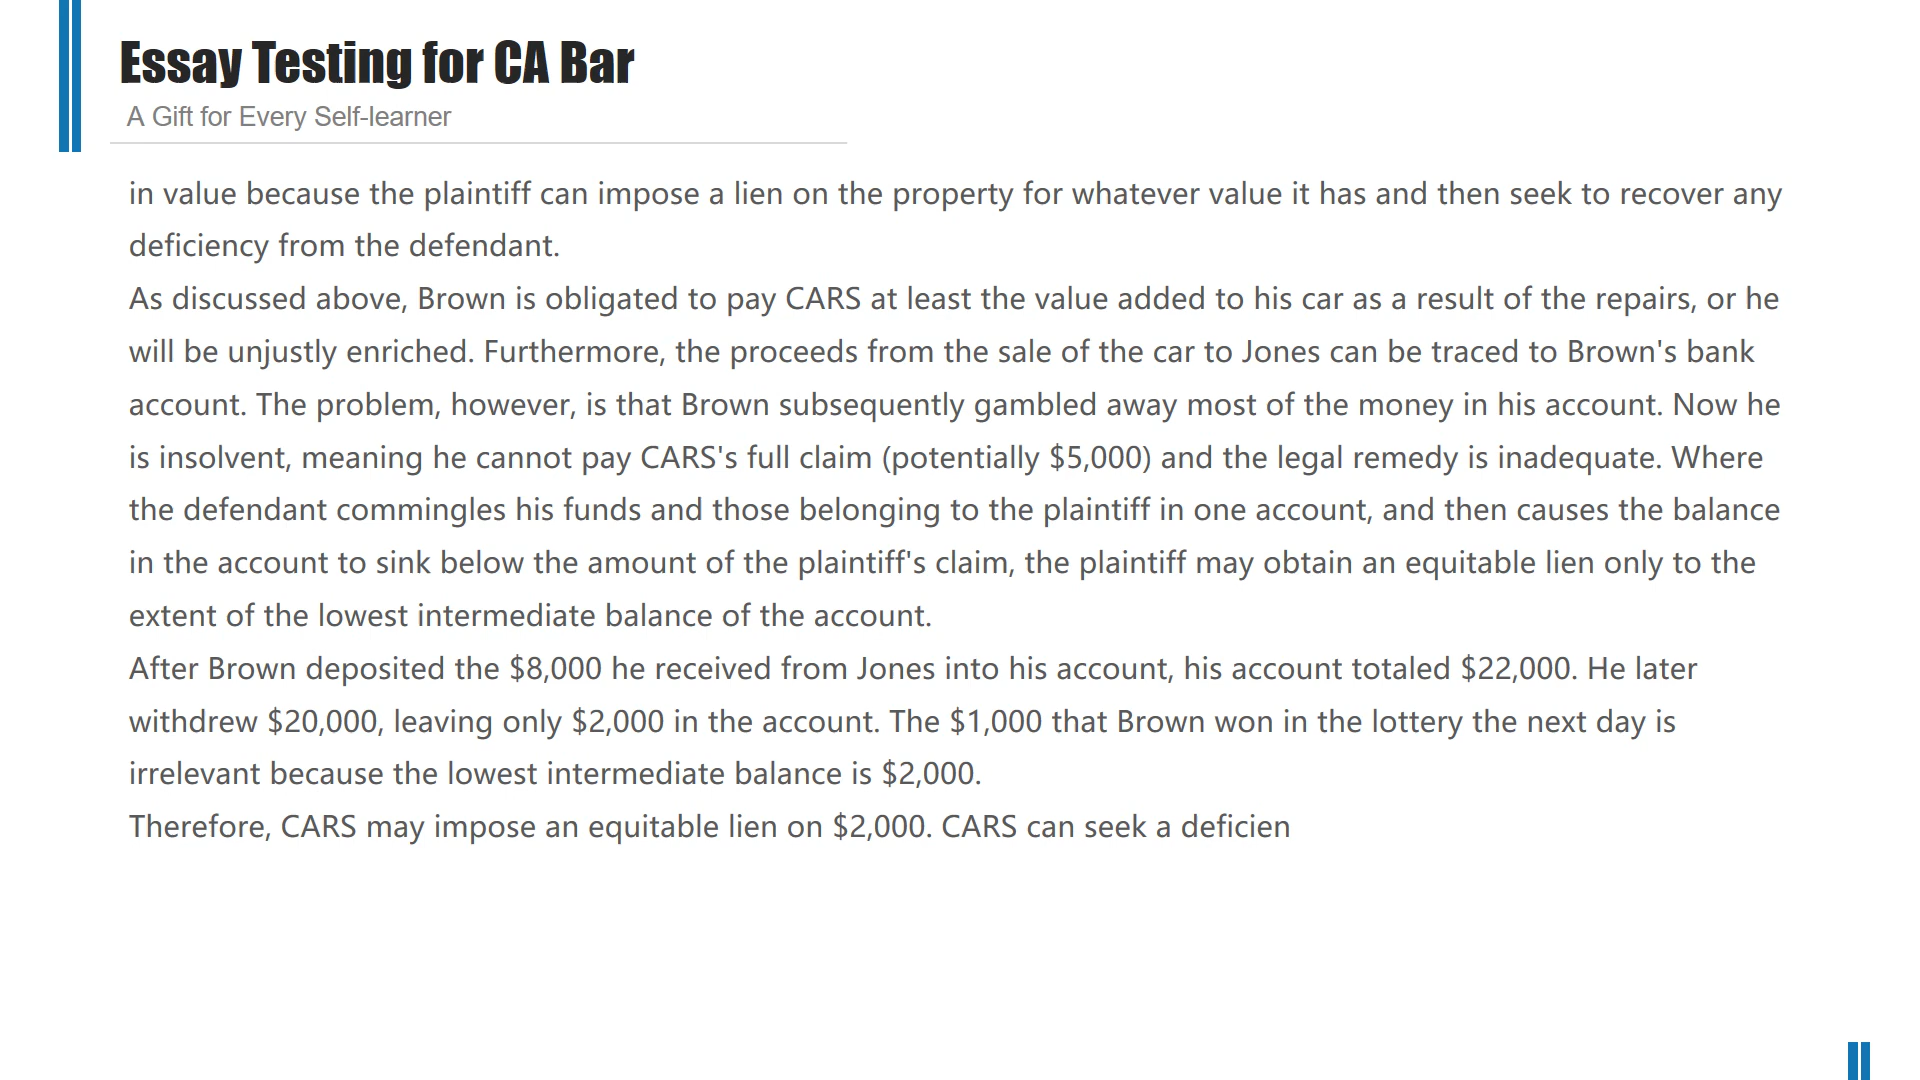 Essay Testing for CA Bar
A Gift for Every Self-learner
in value because the plaintiff can impose a lien on the property for whatever value it has and then seek to recover any
deficiency from the defendant.
As discussed above, Brown is obligated to pay CARS at least the value added to his car as a result of the repairs, or he
will be unjustly enriched. Furthermore, the proceeds from the sale of the car to Jones can be traced to Brown's bank
account. The problem, however, is that Brown subsequently gambled away most of the money in his account. Now he
is insolvent, meaning he cannot pay CARS's full claim (potentially $5,000) and the legal remedy is inadequate. Where
the defendant commingles his funds and those belonging to the plaintiff in one account, and then causes the balance
in the account to sink below the amount of the plaintiff's claim, the plaintiff may obtain an equitable lien only to the
extent of the lowest intermediate balance of the account.
After Brown deposited the $8,000 he received from Jones into his account, his account totaled $22,000. He later
withdrew $20,000, leaving only $2,000 in the account. The $1,000 that Brown won in the lottery the next day is
irrelevant because the lowest intermediate balance is $2,000.
Therefore, CARS may impose an equitable lien on $2,000. CARS can seek a deficien